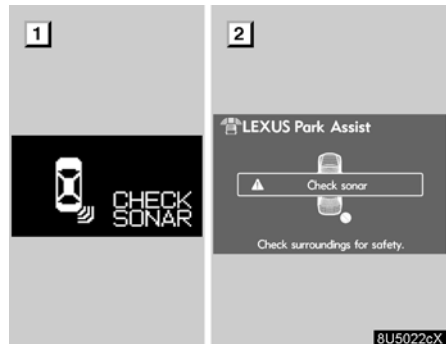 1
CHECK
SONAR
2
LEXUS Park Assist
Check sonar
Check surroundings for safety.
8U5022cX